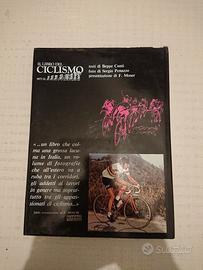 IL LIBRO DEL
CICLISMO
testi di Beppe Conti
foto di Sergio Penazzo
presentazione di F. Moser
«...un libro che col-
ma una grossa lacu-
na in Italia, un vo-
lume di fotografie
che all'estero va a
ruba tra i corridori,
gli addetti ai lavori
in genere ma soprat-
tutto tra gli appas-
sionati di ciclismo...»
subito